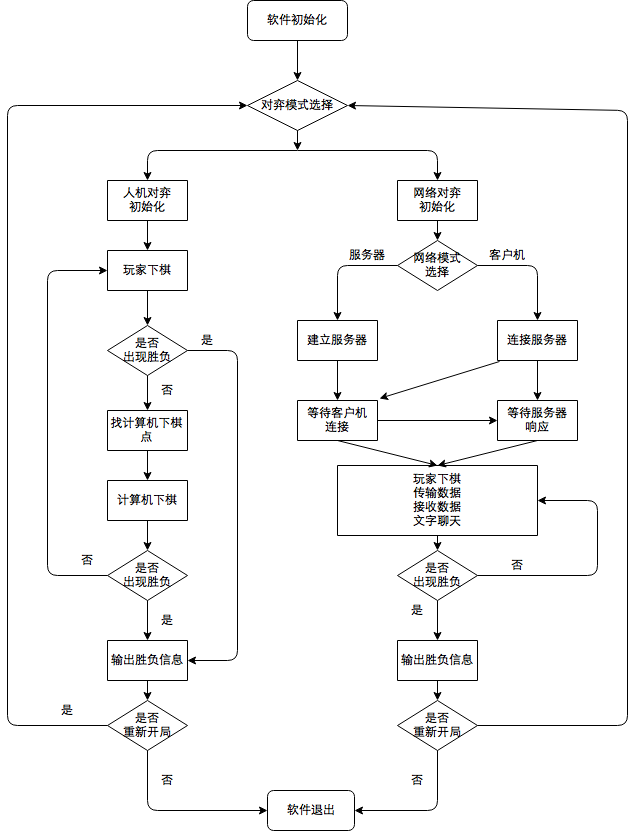 软件初始化
对弈模式选择
人机对弈
初始化
网络对弈
初始化
玩家下棋
服务器
网络模式
选择
客户机
是否
出现胜负
是
否
建立服务器
连接服务器
找计算机下棋
点
等待客户机
连接
等待服务器
响应
计算机下棋
玩家下棋
传输数据
接收数据
文字聊天
否
是否
出现胜负
是
是否
出现胜负
否
是
输出胜负信息
输出胜负信息
是
是否
重新开局
是否
重新开局
否
否
软件退出